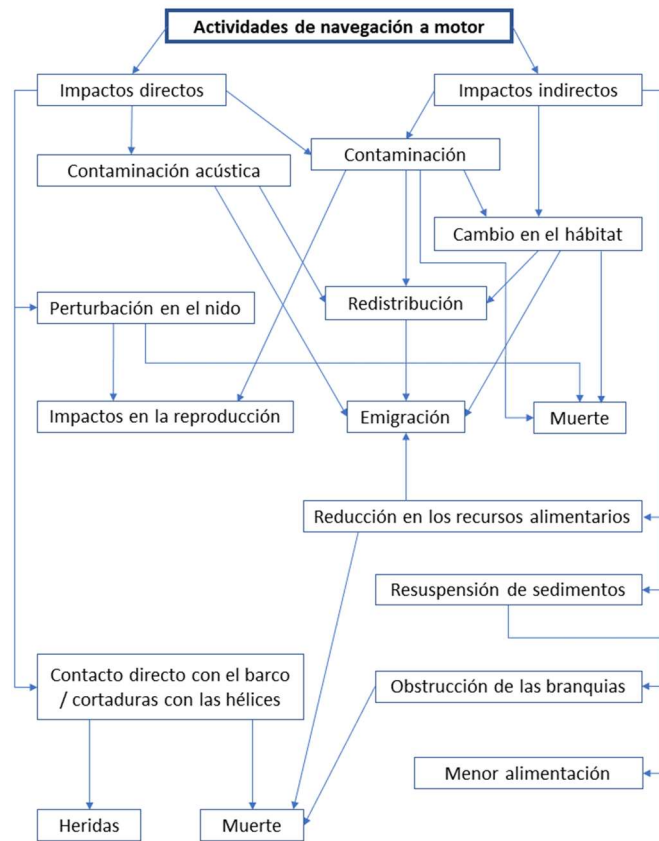 Actividades de navegación a motor
Impactos directos
Impactos indirectos
Contaminación
Contaminación acústica
Cambio en el hábitat
Perturbación en el nido
Redistribución
Impactos en la reproducción
Emigración
Muerte
Reducción en los recursos alimentarios
Resuspensión de sedimentos
Contacto directo con el barco
/ cortaduras con las hélices
Obstrucción de las branquias
Menor alimentación
Heridas
Muerte